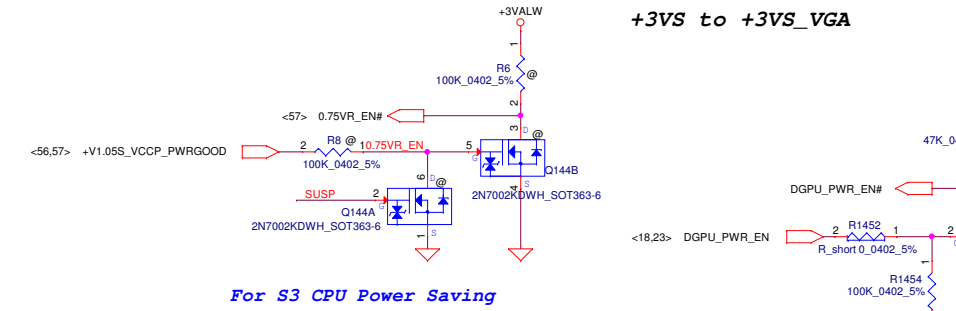 +3VALW
+3VS to +3VS_VGA
1
R6
@
100K_0402_5%
2
<57> 0.75VR_EN#
3
D
@
<56,57> +V1.05S_VCCP_PWRGOOD
2
R8
@
1
0.75VR_EN
5
G
100K_0402_5%
Q144B
47K_0
6
D
@
S
4
2N7002KDWH_SOT363-6
SUSP
2
G
Q144A
2N7002KDWH_SOT363-6
S
1
DGPU_PWR_EN#
<18,23> DGPU_PWR_EN
2
R1452
1
2
R_short 0_0402_5%
1
R1454
100K_0402_5%
For S3 CPU Power Saving